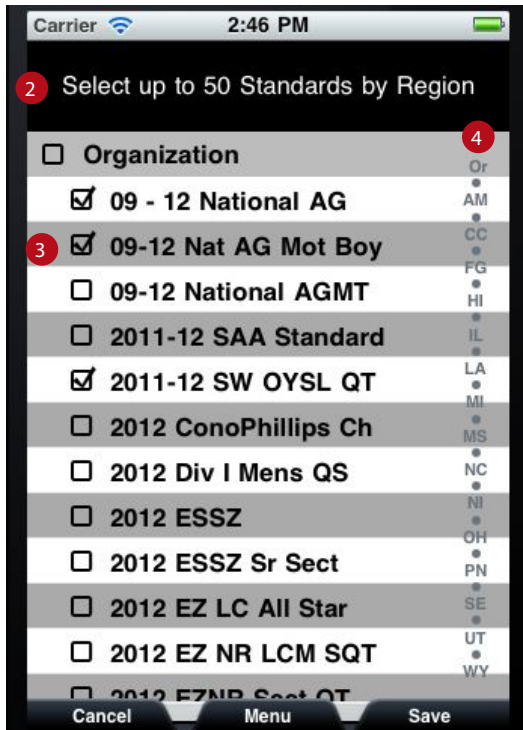 Carrier 2:46 PM
2 Select up to 50 Standards by Region
4
Organization
Or
09 - 12 National AG
AM
3 09-12 Nat AG Mot Boy
CC
FG
09-12 National AGMT
HI
2011-12 SAA Standard
IL
2011-12 SW OYSL QT
LA
MI
2012 ConoPhillips Ch
MS
2012 Div I Mens QS
NC
2012 ESSZ
NI
OH
2012 ESSZ Sr Sect
PN
2012 EZ LC All Star
SE
2012 EZ NR LCM SQT
UT
WY
2012 EZNR Sect QT
Cancel Menu Save